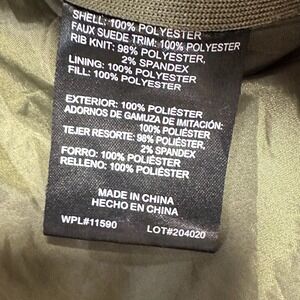 SHELL: 100% POLYESTER
FAUX SUEDE TRIM: 100% POLYESTER
RIB KNIT: 98% POLYESTER,
2% SPANDEX
LINING: 100% POLYESTER
FILL: 100% POLYESTER
EXTERIOR: 100% POLIÉSTER
ADORNOS DE GAMUZA DE IMITACIÓN:
100% POLIÉSTER
TEJER RESORTE: 98% POLIÉSTER,
2% SPANDEX
FORRO: 100% POLIÉSTER
RELLENO: 100% POLIÉSTER
MADE IN CHINA
HECHO EN CHINA
WPL#11590 LOT#204020